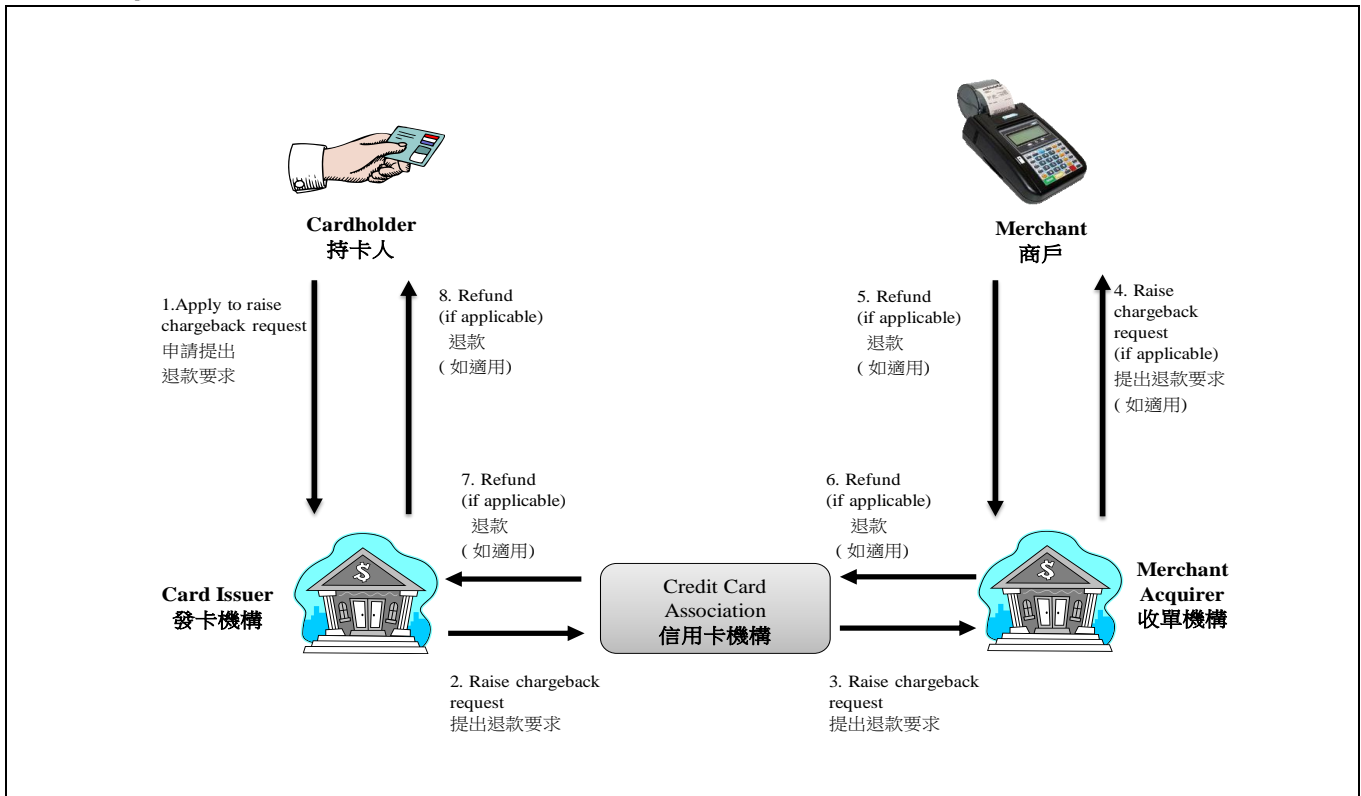 Cardholder
持卡人
Merchant
商戶
1.Apply to raise
chargeback request
申請提出
退款要求
8. Refund
(if applicable)
退款
( 如適用)
5. Refund
(if applicable)
退款
( 如適用)
4. Raise
chargeback
request
(if applicable)
提出退款要求
( 如適用)
7. Refund
(if applicable)
退款
( 如適用)
6. Refund
(if applicable)
退款
( 如適用)
Card Issuer
發卡機構
$
Credit Card
Association
信用卡機構
$
Merchant
Acquirer
收單機構
2. Raise chargeback
request
提出退款要求
3. Raise chargeback
request
提出退款要求